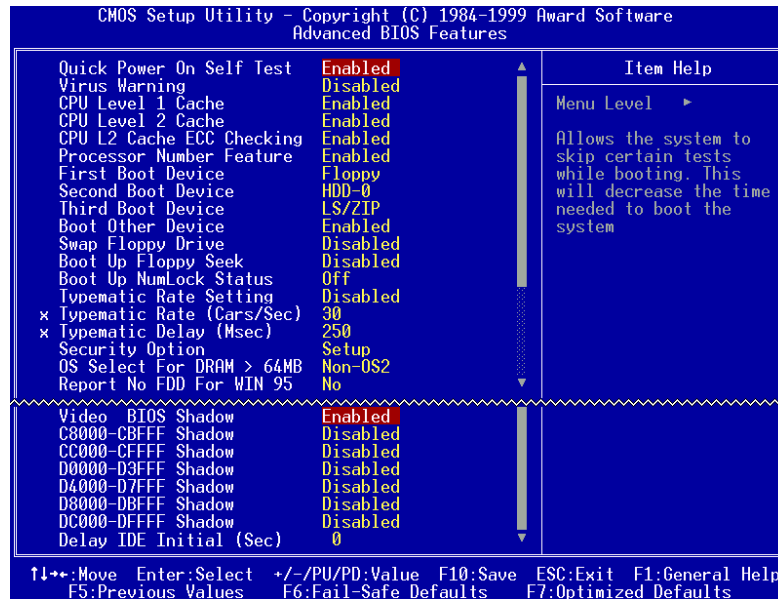 CMOS Setup Utility - Copyright (C) 1984-1999 Award Software
Advanced BIOS Features
Quick Power On Self Test Enabled
Virus Warning Disabled
CPU Level 1 Cache Enabled
CPU Level 2 Cache Enabled
CPU L2 Cache ECC Checking Enabled
Processor Number Feature Enabled
First Boot Device Floppy
Second Boot Device HDD-0
Third Boot Device LS/ZIP
Boot Other Device Enabled
Swap Floppy Drive Disabled
Boot Up Floppy Seek Disabled
Boot Up NumLock Status Off
Typematic Rate Setting Disabled
x Typematic Rate (Cars/Sec) 30
x Typematic Delay (Msec) 250
Security Option Setup
OS Select For DRAM > 64MB Non-OS2
Report No FDD For WIN 95 No
Video BIOS Shadow Enabled
C8000-CBFFF Shadow Disabled
CC000-CFFFF Shadow Disabled
D0000-D3FFF Shadow Disabled
D4000-D7FFF Shadow Disabled
D8000-DBFFF Shadow Disabled
DC000-DFFFF Shadow Disabled
Delay IDE Initial (Sec) 0
Item Help
Menu Level ►
Allows the system to
skip certain tests
while booting. This
will decrease the time
needed to boot the
system
↑↓→←:Move Enter:Select +/-/PU/PD:Value F10:Save ESC:Exit F1:General Help
F5:Previous Values F6:Fail-Safe Defaults F7:Optimized Defaults